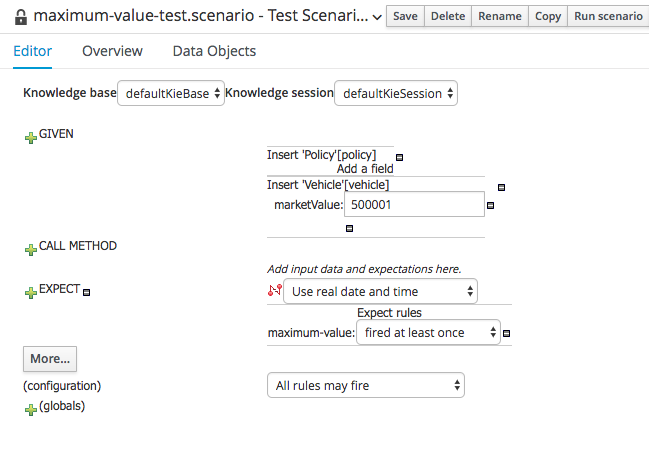 maximum-value-test.scenario - Test Scenari... Save Delete Rename Copy Run scenario
Editor Overview Data Objects
Knowledge base defaultKieBase Knowledge session defaultKieSession
GIVEN
Insert 'Policy'[policy]
Add a field
Insert 'Vehicle'[vehicle]
marketValue: 500001
CALL METHOD
Add input data and expectations here.
EXPECT Use real date and time
Expect rules
maximum-value: fired at least once
More...
(configuration) All rules may fire
(globals)